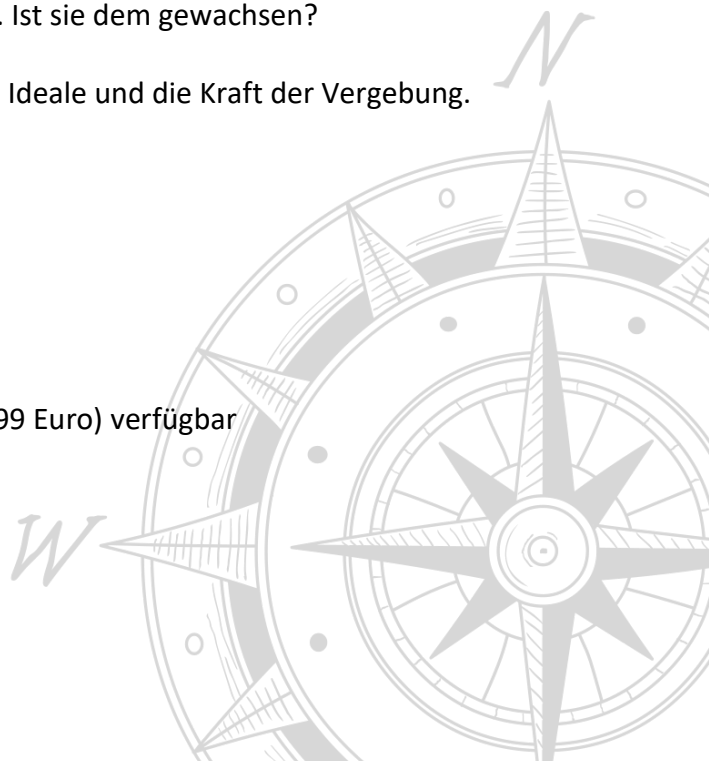 . Ist sie dem gewachsen?
Ideale und die Kraft der Vergebung.
N
99 Euro) verfügbar
W